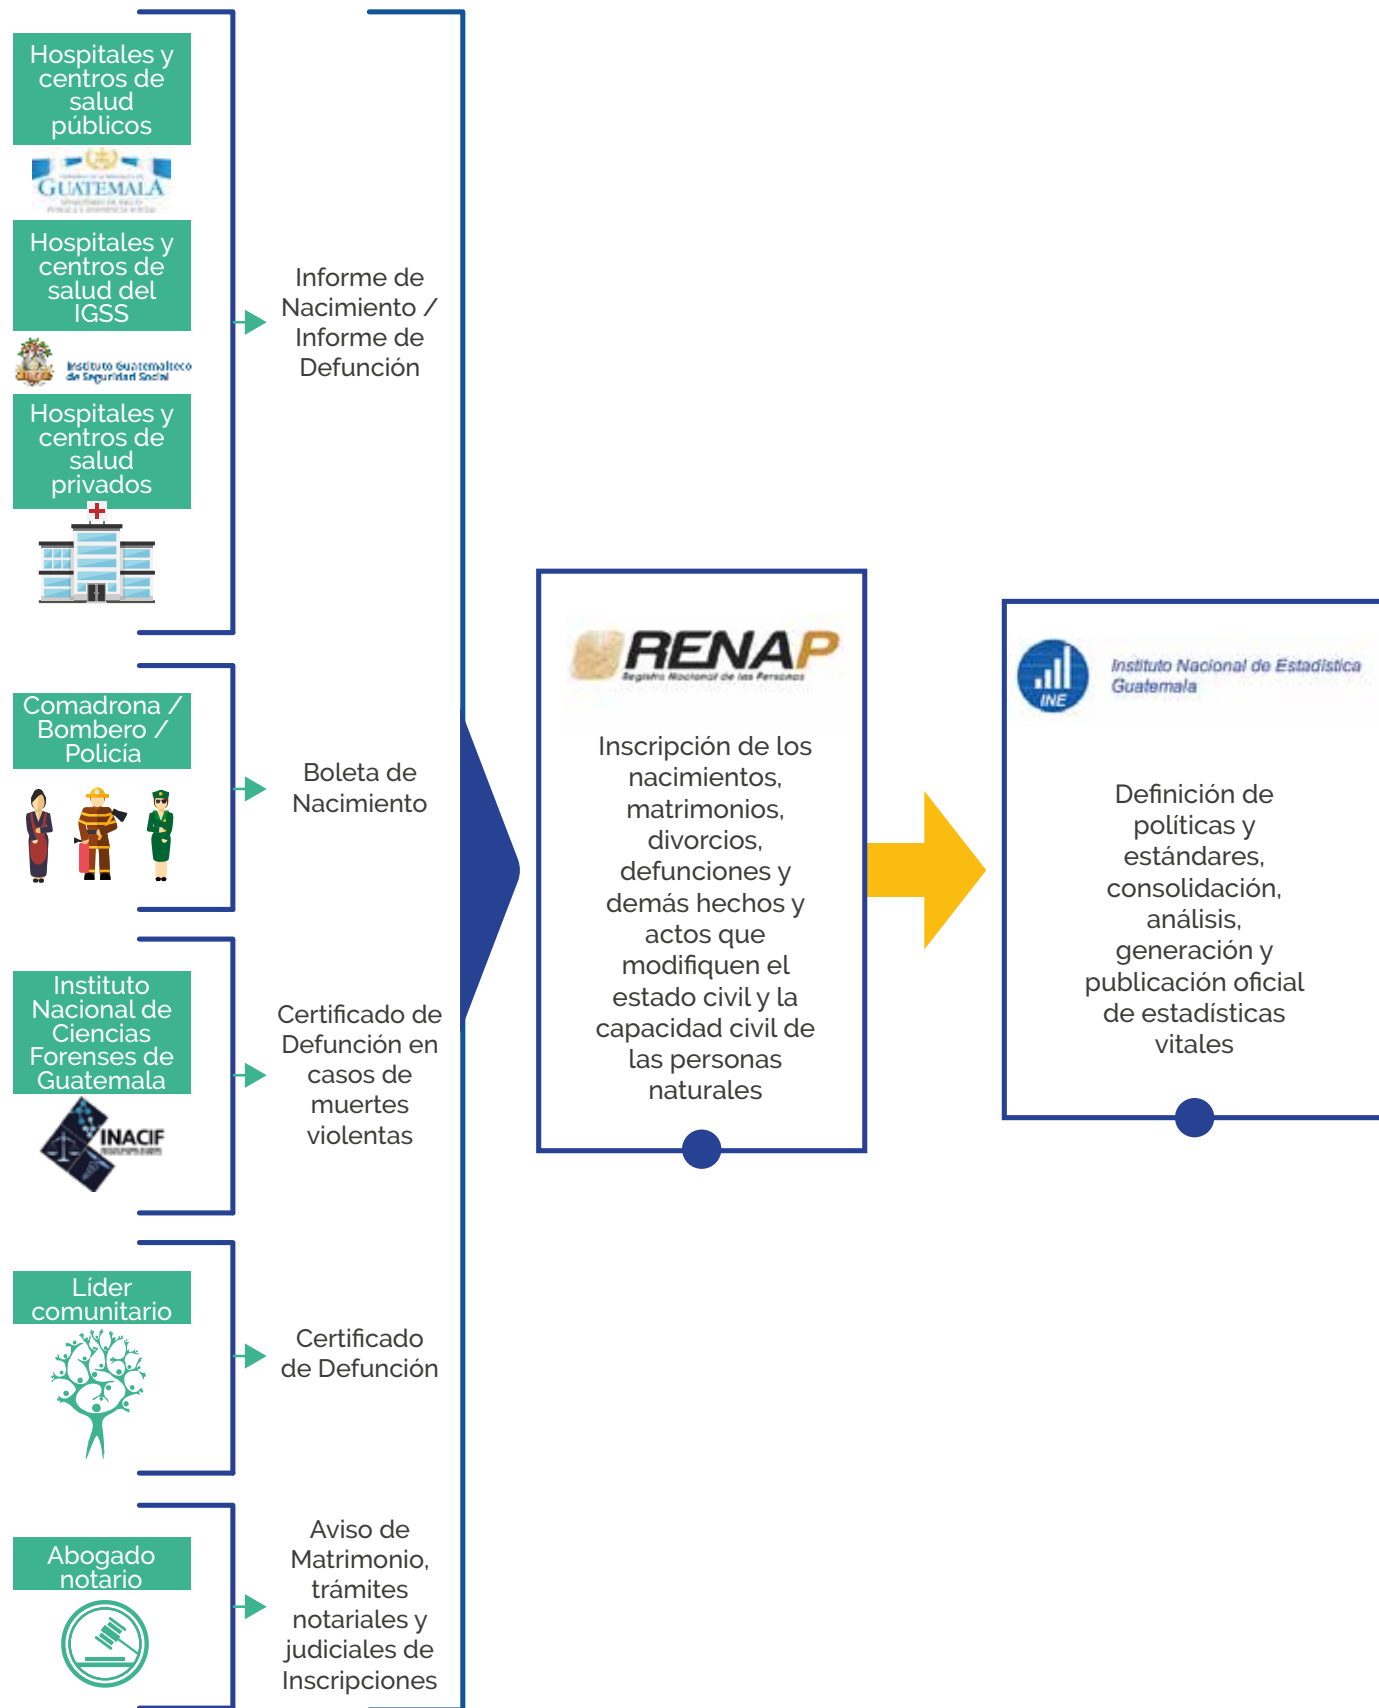 Hospitales y
centros de
salud
públicos
GUATEMALA
Hospitales y
centros de
salud del
IGSS
Instituto Guatemalteco
de Seguridad Social
Hospitales y
centros de
salud
privados
Informe de
Nacimiento /
Informe de
Defunción
Comadrona /
Bombero /
Policía
Boleta de
Nacimiento
Instituto
Nacional de
Ciencias
Forenses de
Guatemala
INACIF
Certificado de
Defunción en
casos de
muertes
violentas
Líder
comunitario
Certificado
de Defunción
Abogado
notario
Aviso de
Matrimonio,
trámites
notariales y
judiciales de
Inscripciones
RENAP
Registro Nacional de las Personas
Inscripción de los
nacimientos,
matrimonios,
divorcios,
defunciones y
demás hechos y
actos que
modifiquen el
estado civil y la
capacidad civil de
las personas
naturales
INE
Instituto Nacional de Estadística
Guatemala
Definición de
políticas y
estándares,
consolidación,
análisis,
generación y
publicación oficial
de estadísticas
vitales